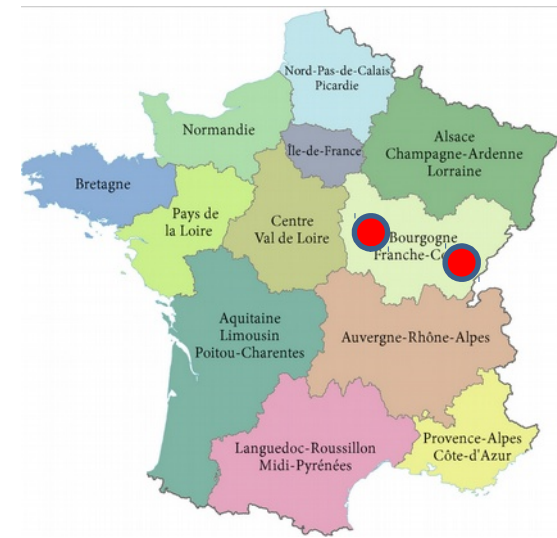 Nord-Pas-de-Calais
Picardie
Normandie
Île-de-France
Alsace
Champagne-Ardenne
Lorraine
Bretagne
Pays de
la Loire
Centre
Val de Loire
Bourgogne
Aquitaine
Limousin
Poitou-Charentes
Auvergne-Rhône-Alpes
Languedoc-Roussillon
Midi-Pyrénées
Provence-Alpes
Côte-d'Azur